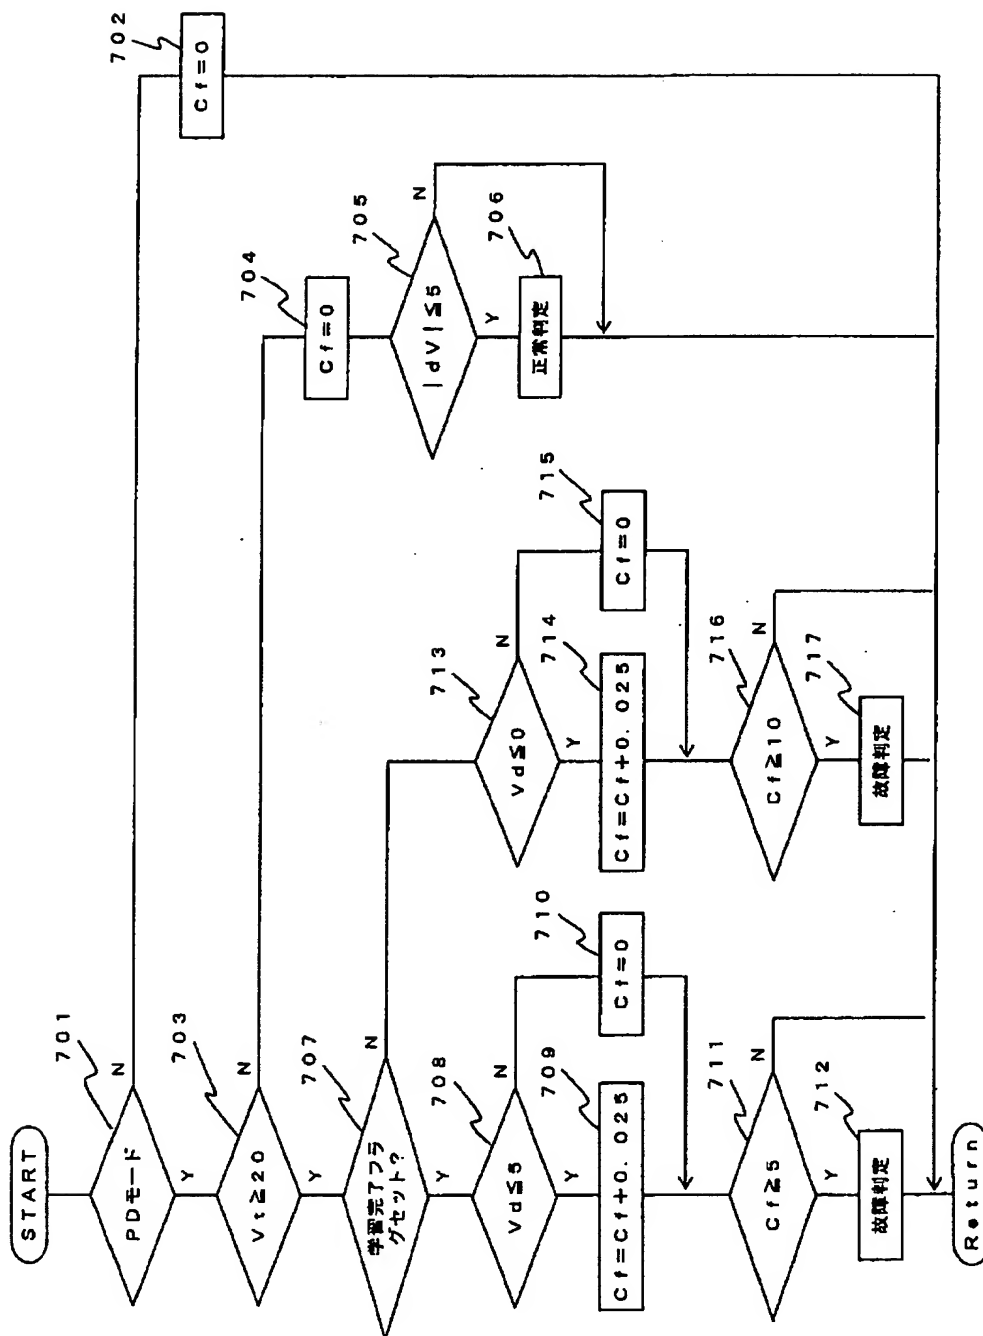 START
701
PDモード
N
Y
702
Cf=0
703
Vt≧20
N
Y
704
Cf=0
705
|dV|≦5
N
Y
706
正常判定
707
学習完了フラ
グセット?
N
Y
708
Vd≦5
N
Y
709
Cf=Cf+0.025
710
Cf=0
711
Cf≧5
N
Y
712
故障判定
713
Vd≦0
N
Y
714
Cf=Cf+0.025
715
Cf=0
716
Cf≧10
N
Y
717
故障判定
Return